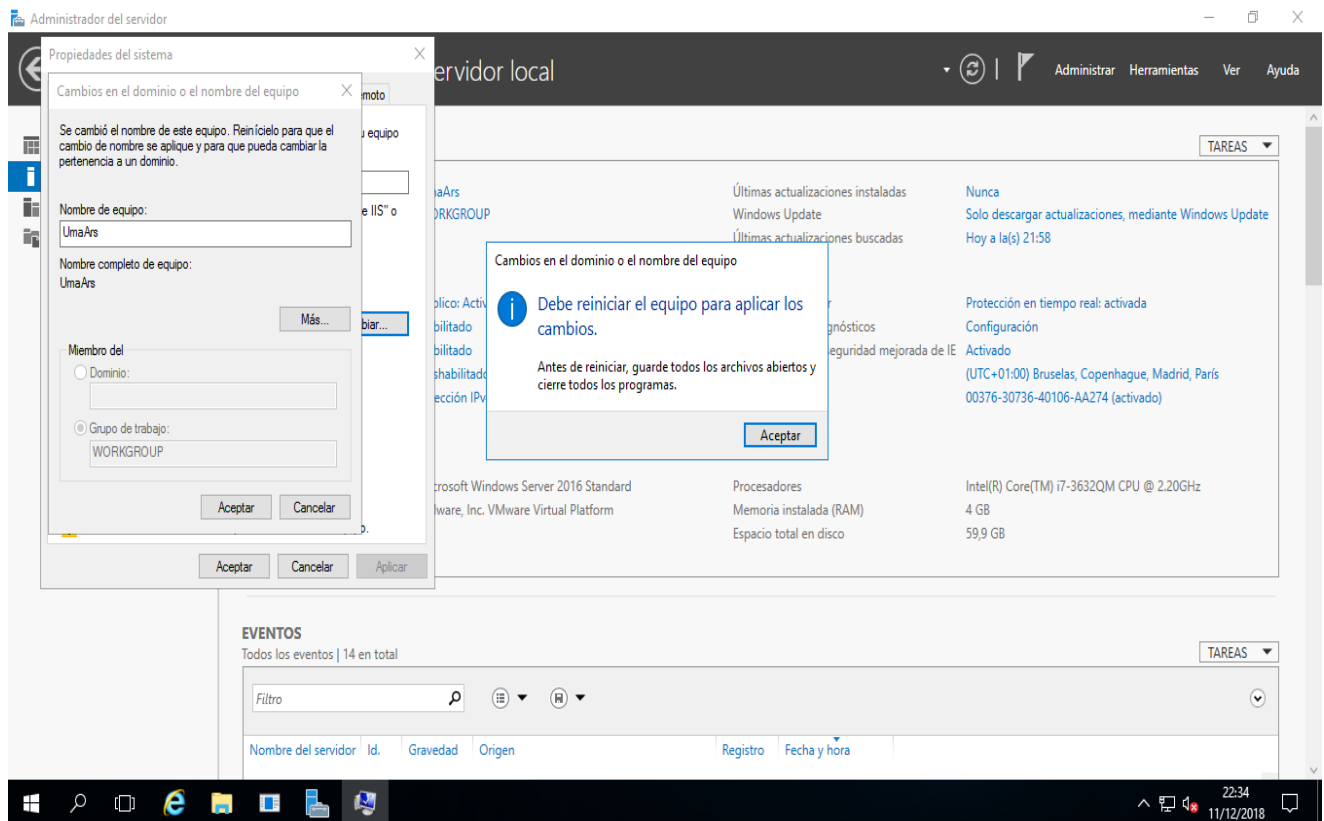 Administrador del servidor
Propiedades del sistema
ervidor local
Administrar Herramientas Ver Ayuda
Cambios en el dominio o el nombre del equipo
emoto
Se cambió el nombre de este equipo. Reinícielo para que el
cambio de nombre se aplique y para que pueda cambiar la
pertenencia a un dominio.
u equipo
Nombre de equipo:
UmaArs
e IIS" o
Nombre completo de equipo:
UmaArs
Más...
biar...
Miembro del
Dominio:
Grupo de trabajo:
WORKGROUP
Aceptar Cancelar
Aceptar Cancelar Aplicar
TAREAS
naArs
ORKGROUP
Últimas actualizaciones instaladas Nunca
Windows Update Solo descargar actualizaciones, mediante Windows Update
Últimas actualizaciones buscadas Hoy a la(s) 21:58
Cambios en el dominio o el nombre del equipo
Debe reiniciar el equipo para aplicar los
cambios.
Antes de reiniciar, guarde todos los archivos abiertos y
cierre todos los programas.
Aceptar
blico: Activ
bilitado
bilitado
shabilitado
ección IPv
Protección en tiempo real: activada
gnósticos Configuración
eguridad mejorada de IE Activado
(UTC+01:00) Bruselas, Copenhague, Madrid, París
00376-30736-40106-AA274 (activado)
crosoft Windows Server 2016 Standard
lware, Inc. VMware Virtual Platform
Procesadores Intel(R) Core(TM) i7-3632QM CPU @ 2.20GHz
Memoria instalada (RAM) 4 GB
Espacio total en disco 59,9 GB
EVENTOS
Todos los eventos | 14 en total
TAREAS
Filtro
Nombre del servidor Id. Gravedad Origen Registro Fecha y hora
22:34
11/12/2018